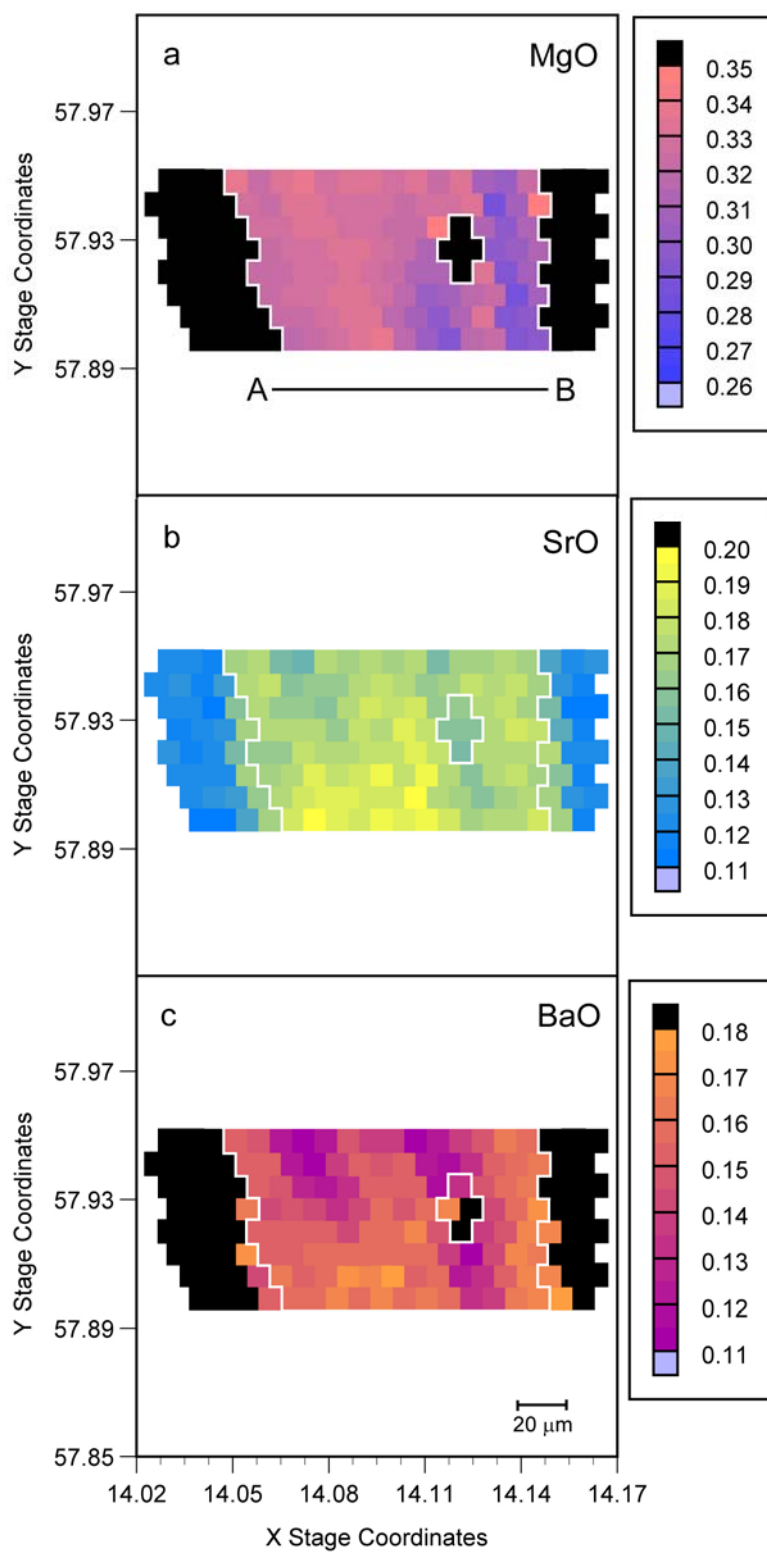 a
MgO
57.97
57.93
57.89
Y Stage Coordinates
A
B
0.35
0.34
0.33
0.32
0.31
0.30
0.29
0.28
0.27
0.26
b
SrO
57.97
57.93
57.89
Y Stage Coordinates
0.20
0.19
0.18
0.17
0.16
0.15
0.14
0.13
0.12
0.11
c
BaO
57.97
57.93
57.89
57.85
Y Stage Coordinates
0.18
0.17
0.16
0.15
0.14
0.13
0.12
0.11
20 μm
14.02 14.05 14.08 14.11 14.14 14.17
X Stage Coordinates